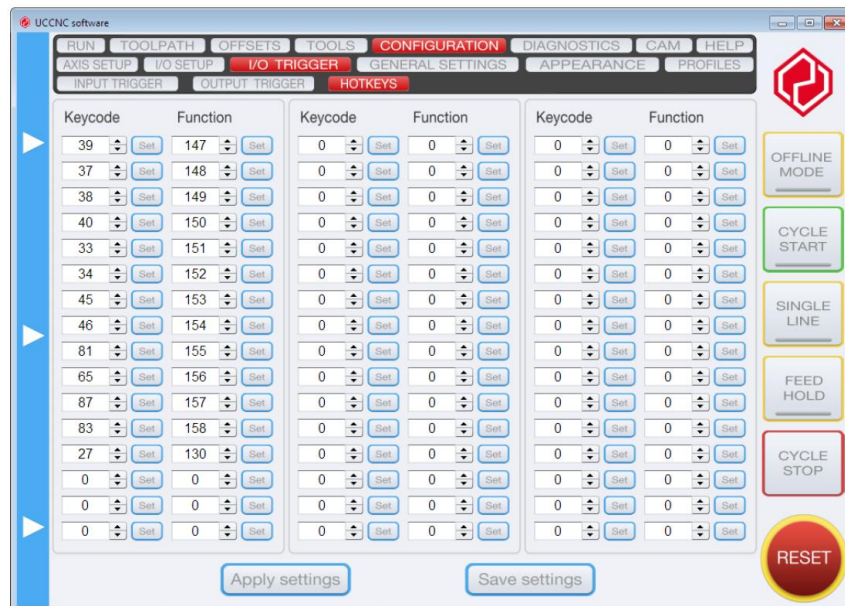 UCCNC software
RUN TOOLPATH OFFSETS TOOLS CONFIGURATION DIAGNOSTICS CAM HELP
AXIS SETUP I/O SETUP I/O TRIGGER GENERAL SETTINGS APPEARANCE PROFILES
INPUT TRIGGER OUTPUT TRIGGER HOTKEYS
Keycode Function Keycode Function Keycode Function
39 Set 147 Set 0 Set 0 Set 0 Set 0 Set
37 Set 148 Set 0 Set 0 Set 0 Set 0 Set
38 Set 149 Set 0 Set 0 Set 0 Set 0 Set
40 Set 150 Set 0 Set 0 Set 0 Set 0 Set
33 Set 151 Set 0 Set 0 Set 0 Set 0 Set
34 Set 152 Set 0 Set 0 Set 0 Set 0 Set
45 Set 153 Set 0 Set 0 Set 0 Set 0 Set
46 Set 154 Set 0 Set 0 Set 0 Set 0 Set
81 Set 155 Set 0 Set 0 Set 0 Set 0 Set
65 Set 156 Set 0 Set 0 Set 0 Set 0 Set
87 Set 157 Set 0 Set 0 Set 0 Set 0 Set
83 Set 158 Set 0 Set 0 Set 0 Set 0 Set
27 Set 130 Set 0 Set 0 Set 0 Set 0 Set
0 Set 0 Set 0 Set 0 Set 0 Set 0 Set
0 Set 0 Set 0 Set 0 Set 0 Set 0 Set
0 Set 0 Set 0 Set 0 Set 0 Set 0 Set
Apply settings Save settings
OFFLINE
MODE
CYCLE
START
SINGLE
LINE
FEED
HOLD
CYCLE
STOP
RESET